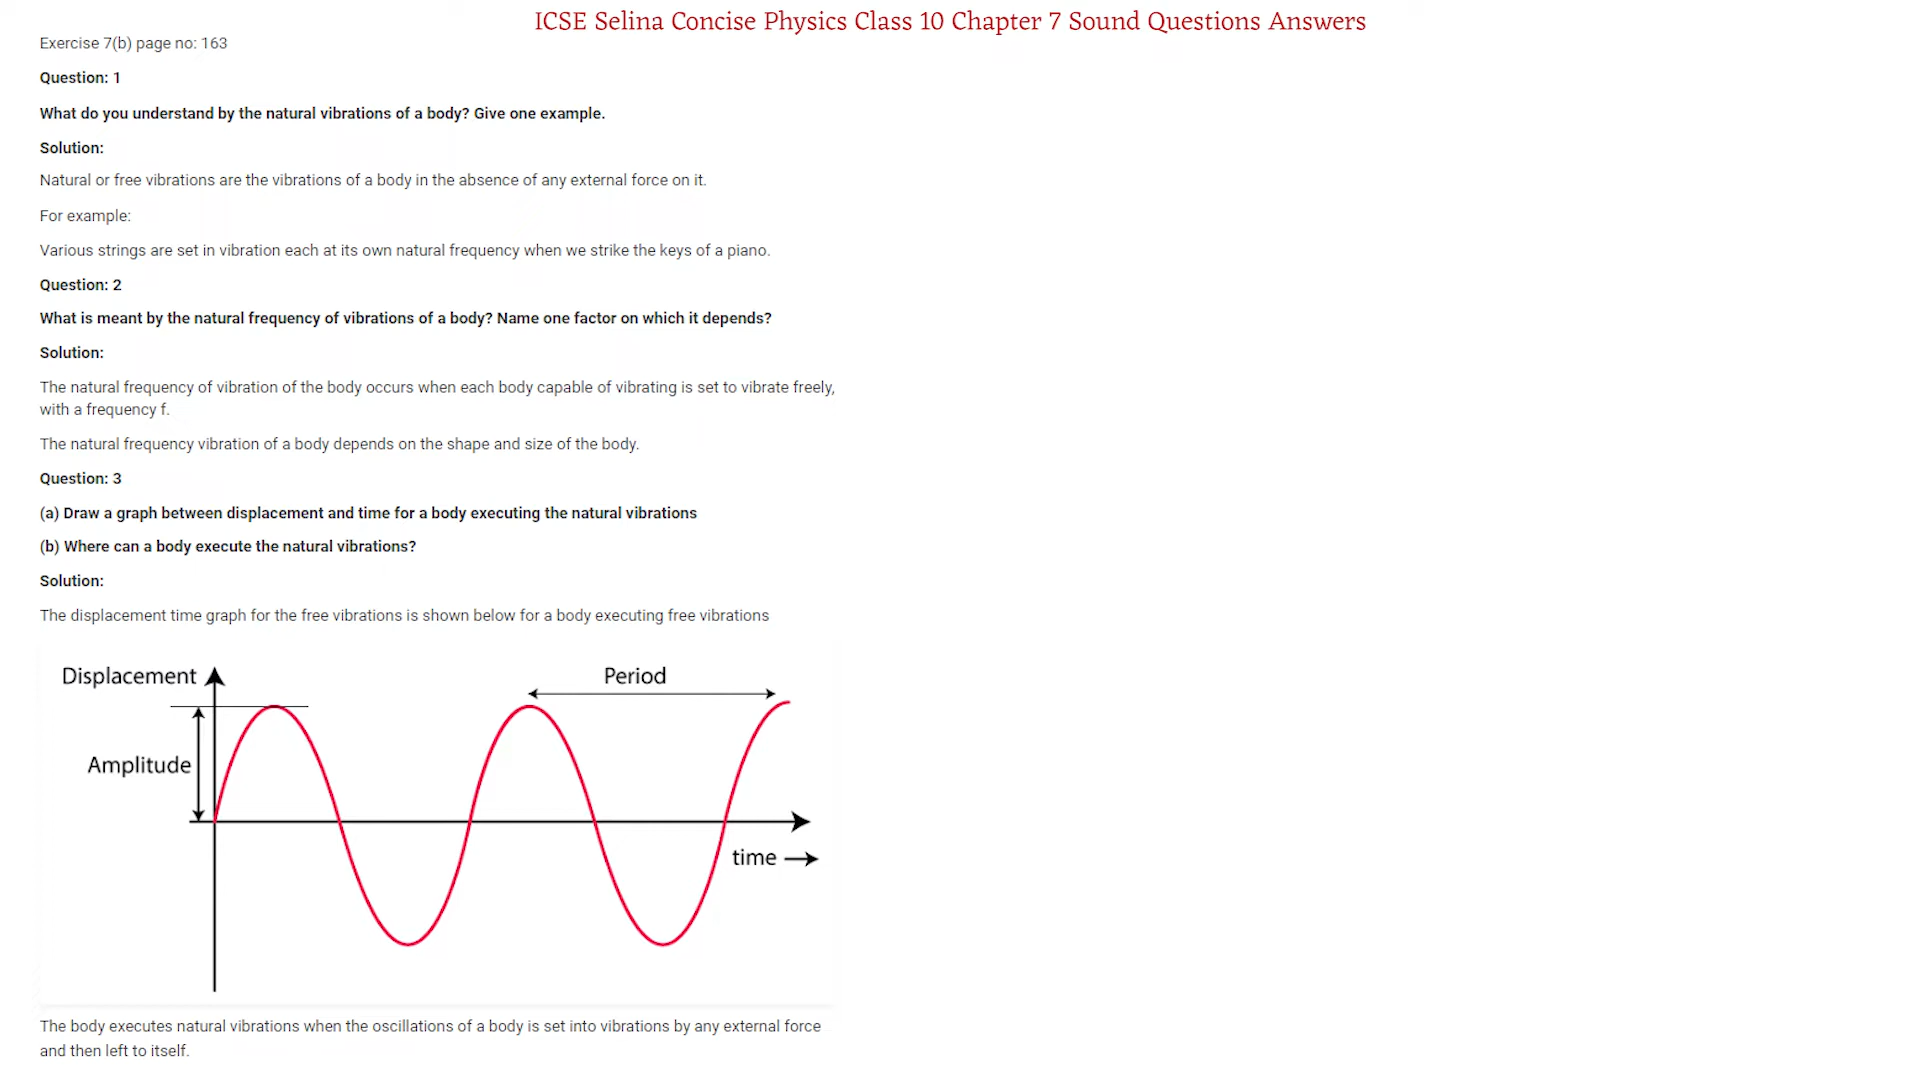 ICSE Selina Concise Physics Class 10 Chapter 7 Sound Questions Answers
Exercise 7(b) page no: 163
Question: 1
What do you understand by the natural vibrations of a body? Give one example.
Solution:
Natural or free vibrations are the vibrations of a body in the absence of any external force on it.
For example:
Various strings are set in vibration each at its own natural frequency when we strike the keys of a piano.
Question: 2
What is meant by the natural frequency of vibrations of a body? Name one factor on which it depends?
Solution:
The natural frequency of vibration of the body occurs when each body capable of vibrating is set to vibrate freely,
with a frequency f.
The natural frequency vibration of a body depends on the shape and size of the body.
Question: 3
(a) Draw a graph between displacement and time for a body executing the natural vibrations
(b) Where can a body execute the natural vibrations?
Solution:
The displacement time graph for the free vibrations is shown below for a body executing free vibrations
Displacement
Period
Amplitude
time
The body executes natural vibrations when the oscillations of a body is set into vibrations by any external force
and then left to itself.